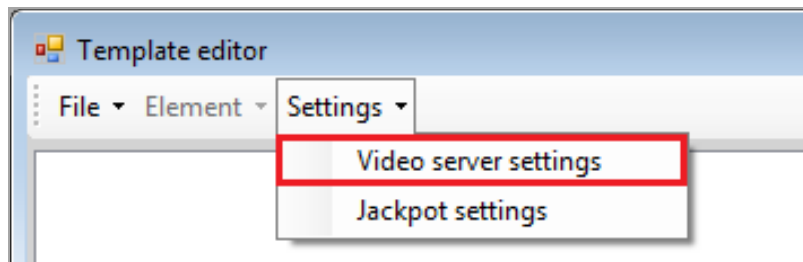 Template editor
File Element Settings
Video server settings
Jackpot settings